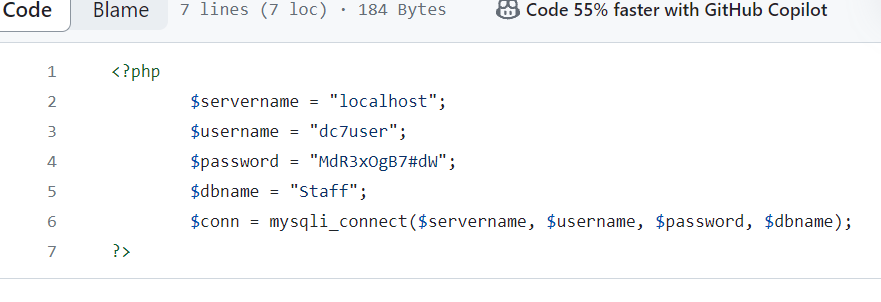 Code Blame 7 lines (7 loc) · 184 Bytes Code 55% faster with GitHub Copilot
1 <?php
2 $servername = "localhost";
3 $username = "dc7user";
4 $password = "MdR3xOgB7#dW";
5 $dbname = "Staff";
6 $conn = mysqli_connect($servername, $username, $password, $dbname);
7 ?>